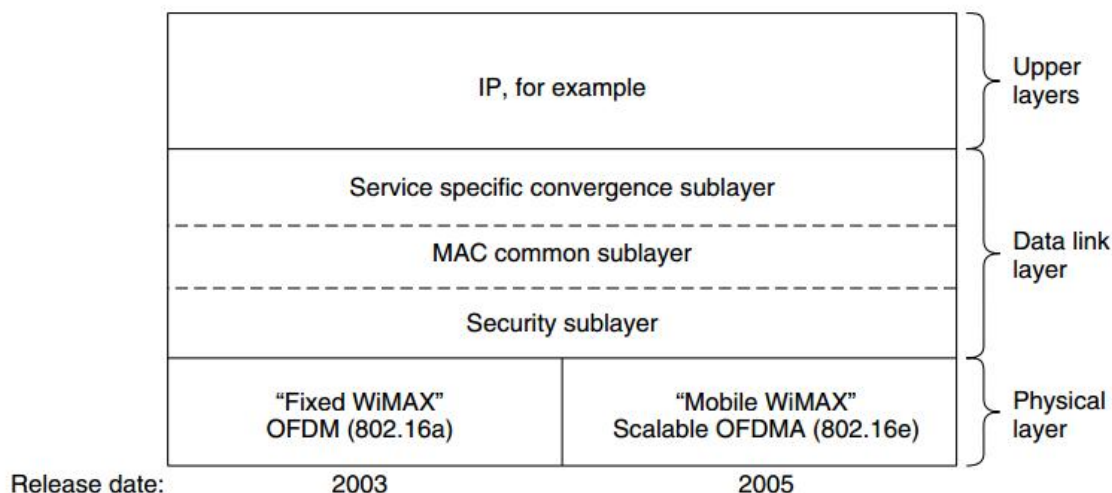 IP, for example
Upper
layers
Service specific convergence sublayer
MAC common sublayer
Security sublayer
Data link
layer
“Fixed WiMAX”
OFDM (802.16a)
“Mobile WiMAX”
Scalable OFDMA (802.16e)
Physical
layer
Release date: 2003 2005